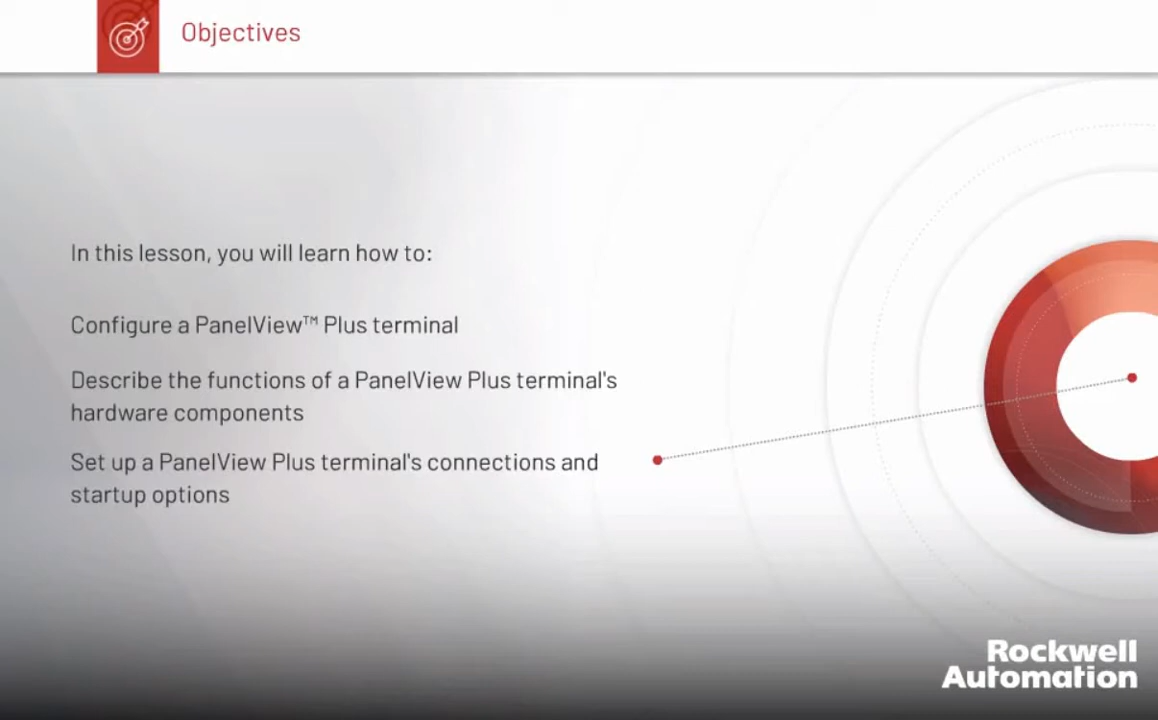 Objectives
In this lesson, you will learn how to:
Configure a PanelView™ Plus terminal
Describe the functions of a PanelView Plus terminal's
hardware components
Set up a PanelView Plus terminal's connections and
startup options
Rockwell
Automation